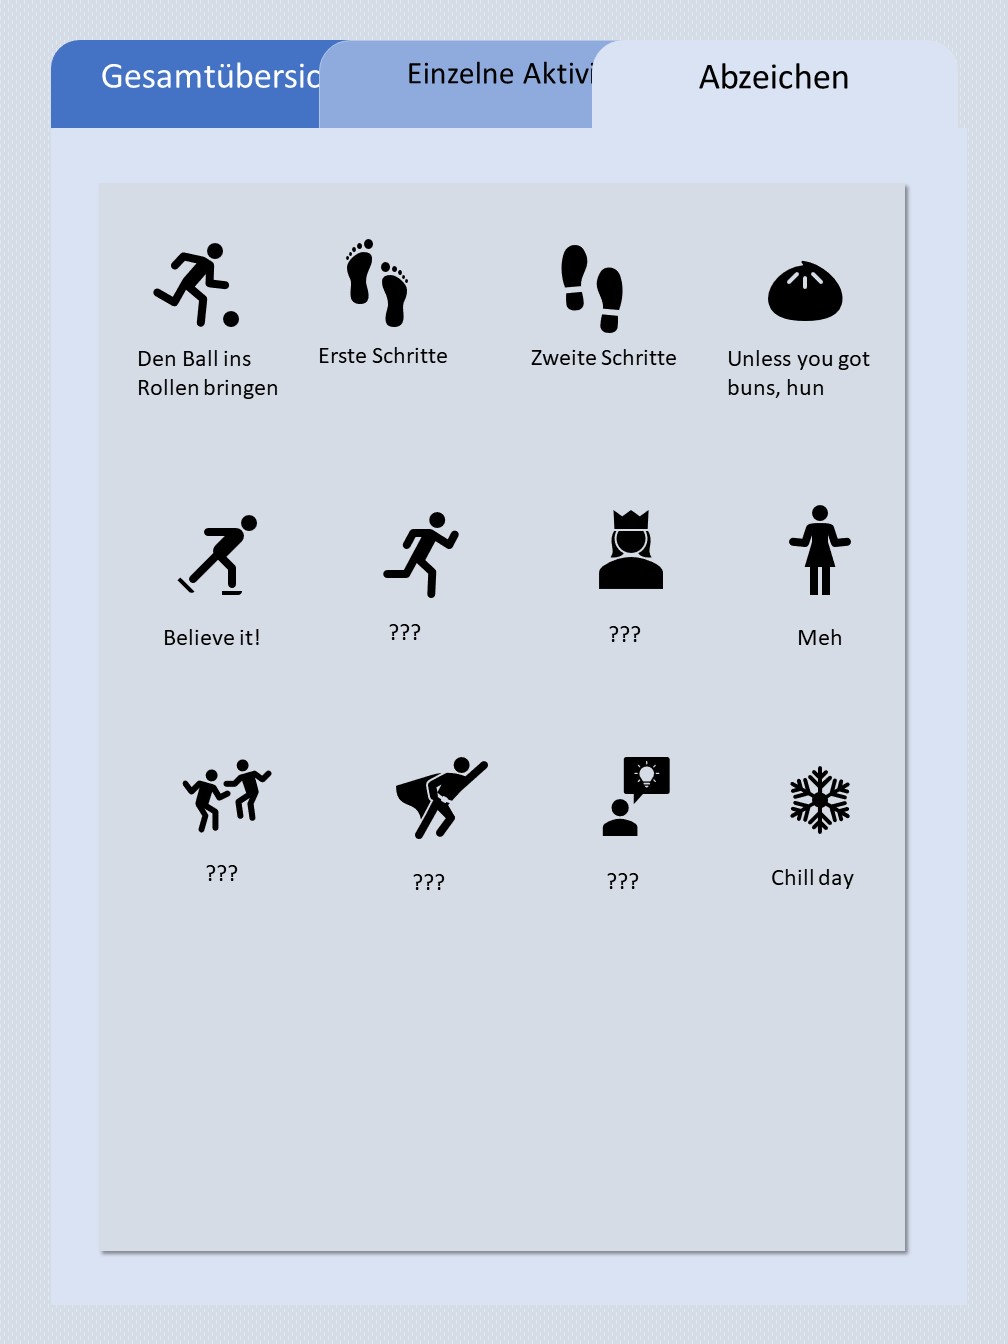 Gesamtübersic
Einzelne Aktivi
Abzeichen
Den Ball ins
Rollen bringen
Erste Schritte
Zweite Schritte
Unless you got
buns, hun
Believe it!
???
???
Meh
???
???
???
Chill day